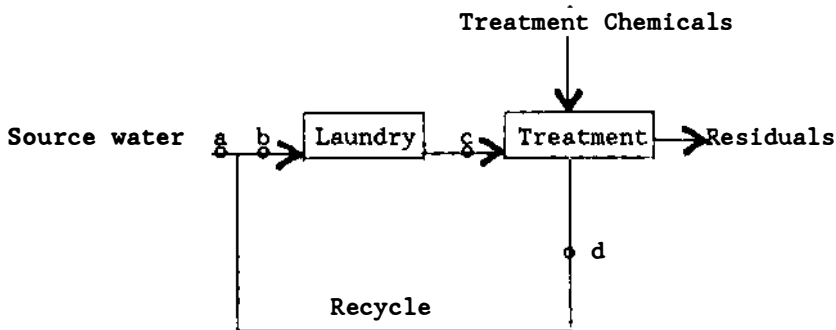 Treatment Chemicals
Source water a b Laundry c Treatment Residuals
d
Recycle